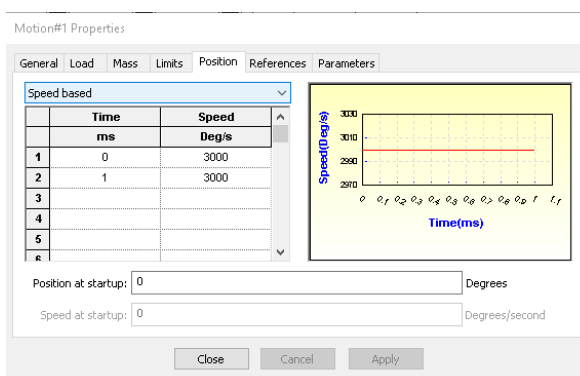 Motion#1 Properties
General Load Mass Limits Position References Parameters
Speed based
Time Speed
ms Deg/s
1 0 3000
2 1 3000
3
4
5
6
Speed(Deg/s)
3030
3010
2990
2970
0 0.1 0.2 0.3 0.4 0.5 0.6 0.7 0.8 0.9 1 1.1
Time(ms)
Position at startup: 0 Degrees
Speed at startup: 0 Degrees/second
Close Cancel Apply